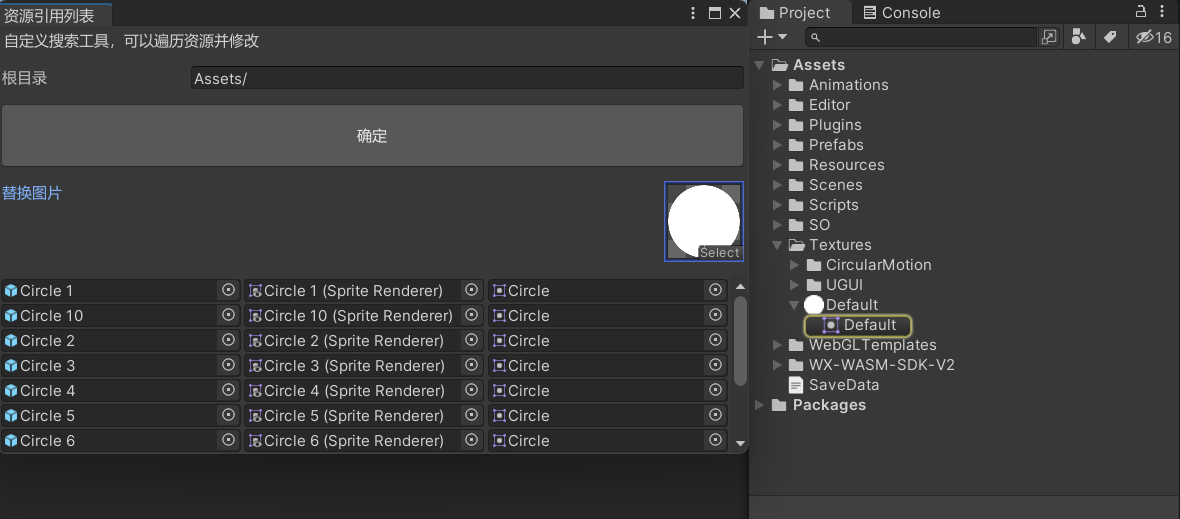 资源引用列表
自定义搜索工具，可以遍历资源并修改
根目录 Assets/
确定
替换图片
Select
Circle 1 Circle 1 (Sprite Renderer) Circle
Circle 10 Circle 10 (Sprite Renderer) Circle
Circle 2 Circle 2 (Sprite Renderer) Circle
Circle 3 Circle 3 (Sprite Renderer) Circle
Circle 4 Circle 4 (Sprite Renderer) Circle
Circle 5 Circle 5 (Sprite Renderer) Circle
Circle 6 Circle 6 (Sprite Renderer) Circle
Project Console
16
Assets
Animations
Editor
Plugins
Prefabs
Resources
Scenes
Scripts
SO
Textures
CircularMotion
UGUI
Default
Default
WebGLTemplates
WX-WASM-SDK-V2
SaveData
Packages